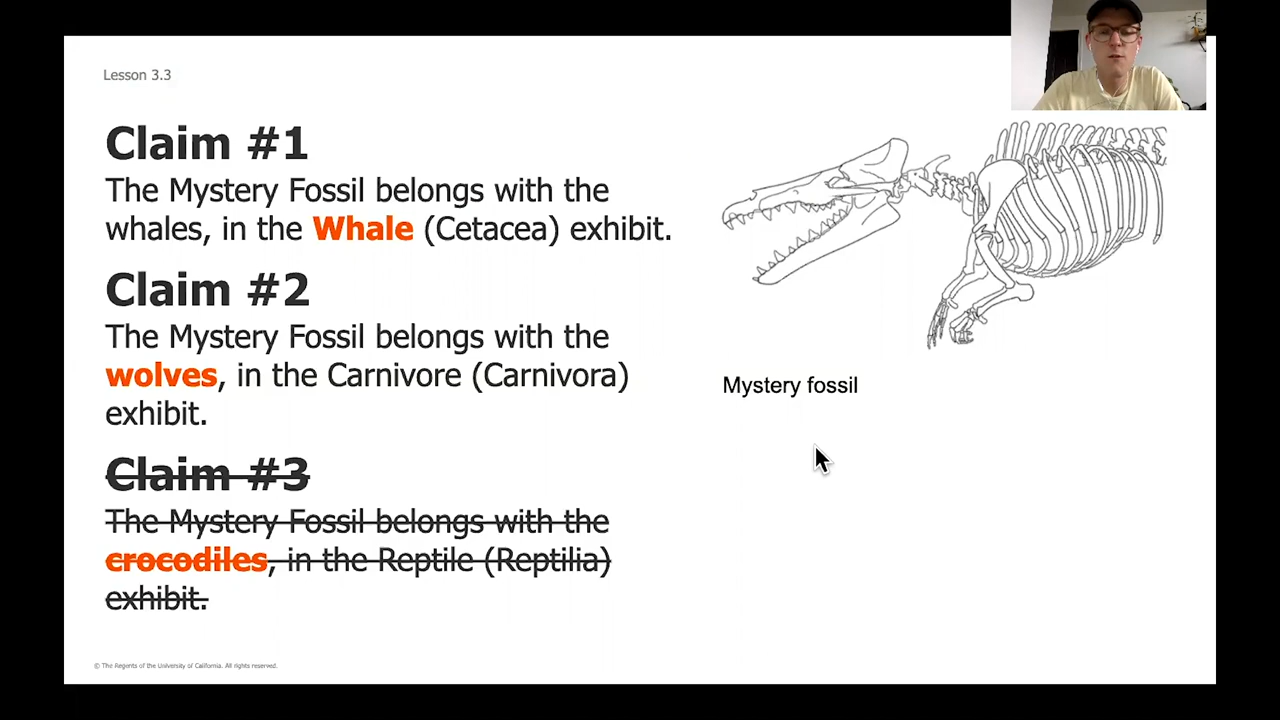 Lesson 3.3
Claim #1
The Mystery Fossil belongs with the
whales, in the Whale (Cetacea) exhibit.
Claim #2
The Mystery Fossil belongs with the
wolves, in the Carnivore (Carnivora)
exhibit.
Claim #3
The Mystery Fossil belongs with the
crocodiles, in the Reptile (Reptilia)
exhibit.
Mystery fossil
© The Regents of the University of California. All rights reserved.